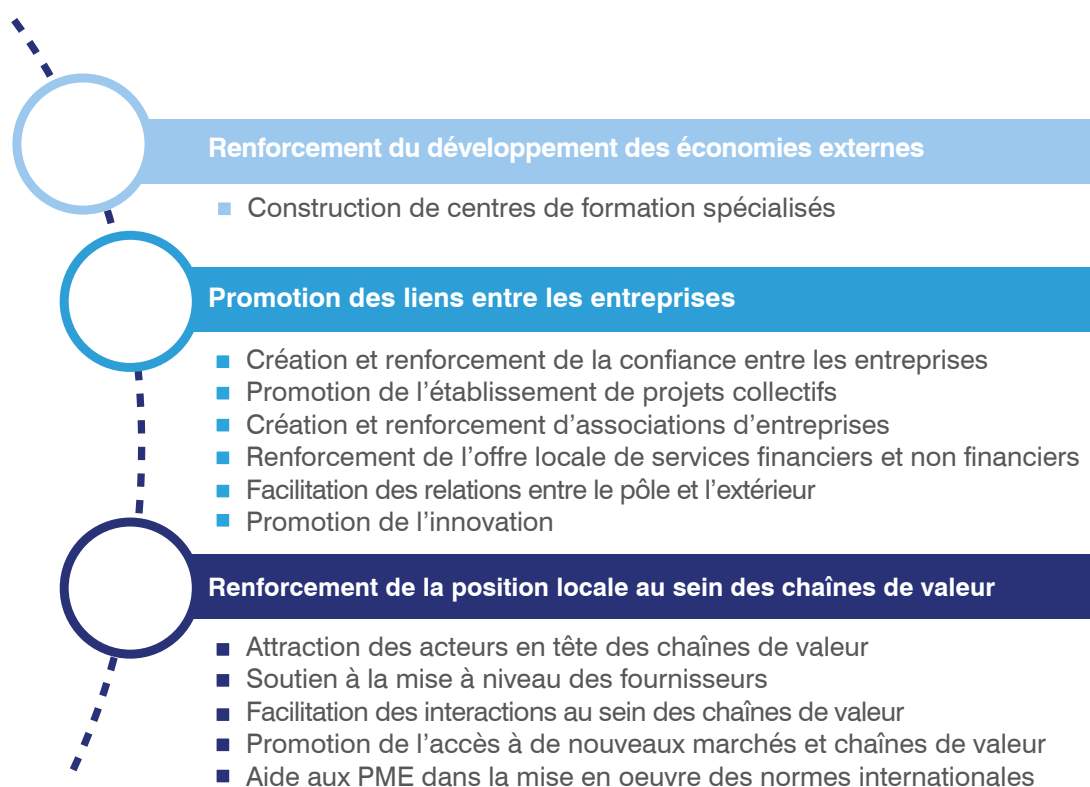 Renforcement du développement des économies externes
Construction de centres de formation spécialisés
Promotion des liens entre les entreprises
Création et renforcement de la confiance entre les entreprises
Promotion de l’établissement de projets collectifs
Création et renforcement d’associations d’entreprises
Renforcement de l’offre locale de services financiers et non financiers
Facilitation des relations entre le pôle et l’extérieur
Promotion de l’innovation
Renforcement de la position locale au sein des chaînes de valeur
Attraction des acteurs en tête des chaînes de valeur
Soutien à la mise à niveau des fournisseurs
Facilitation des interactions au sein des chaînes de valeur
Promotion de l’accès à de nouveaux marchés et chaînes de valeur
Aide aux PME dans la mise en oeuvre des normes internationales